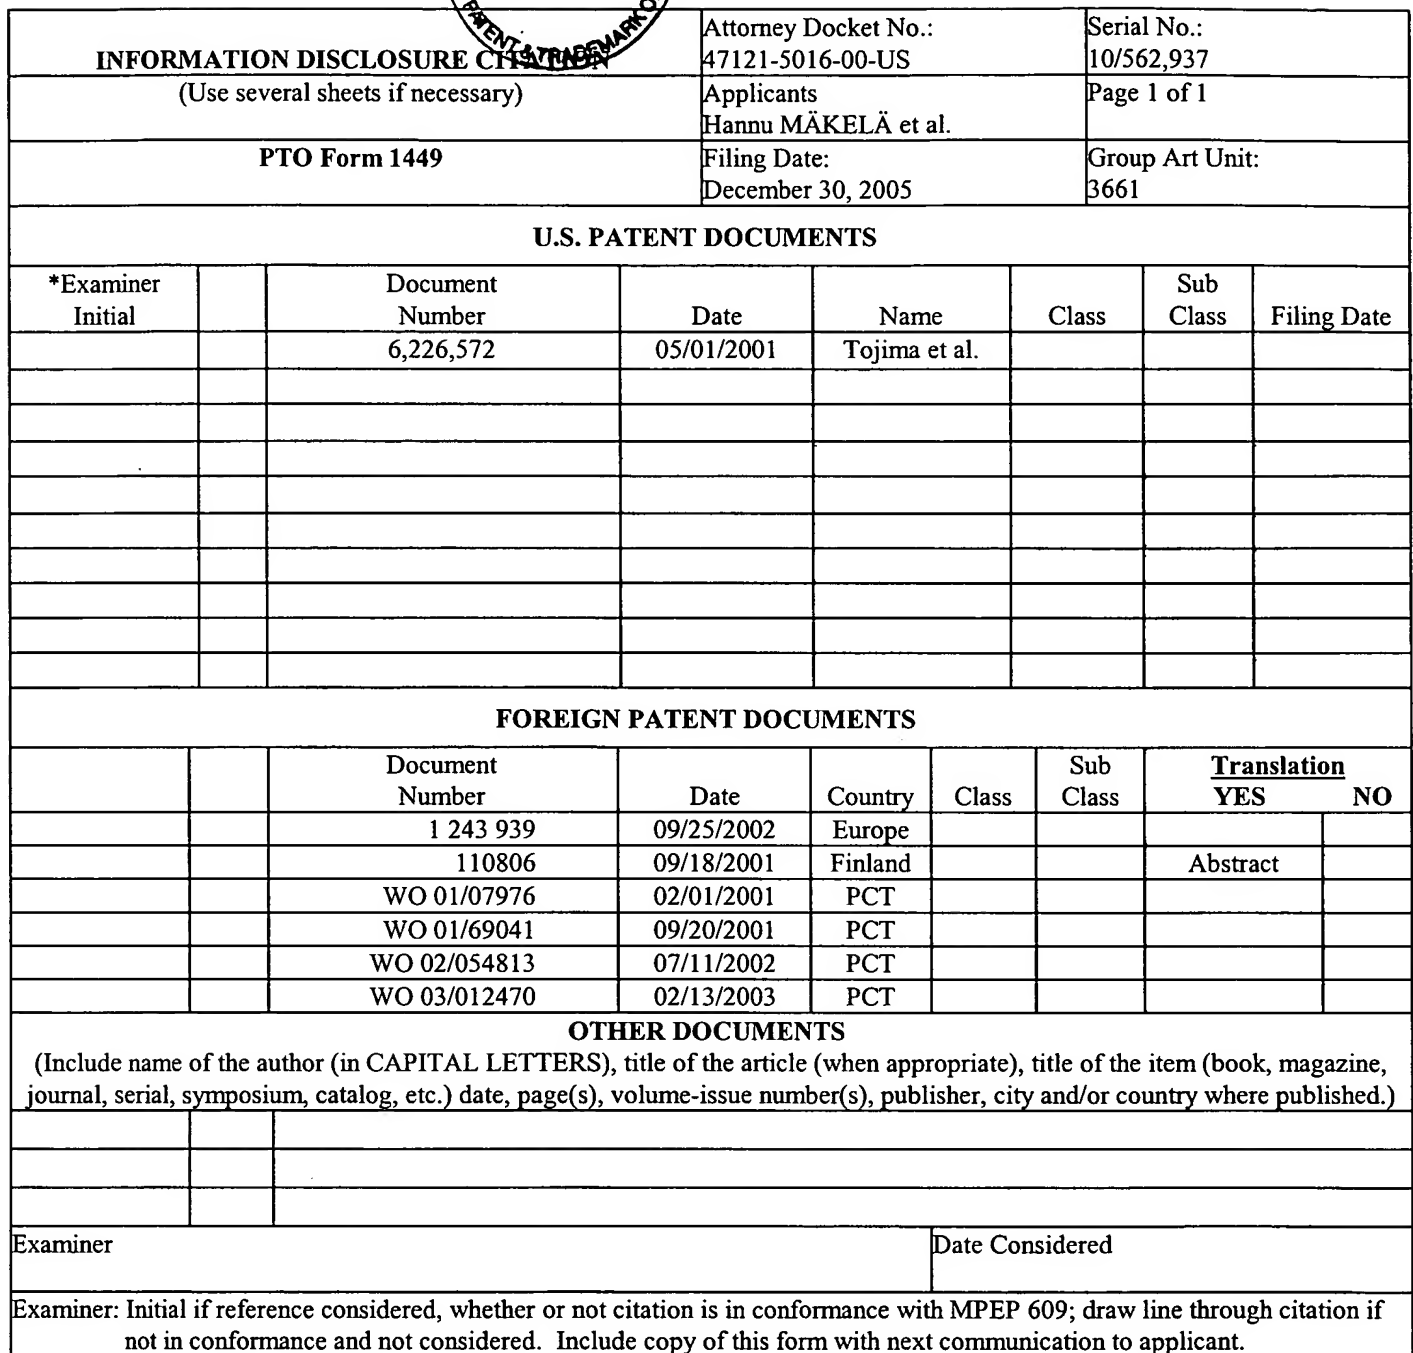 PATENT & TRADEMARK O
INFORMATION DISCLOSURE CITATION
Attorney Docket No.:
47121-5016-00-US
Serial No.:
10/562,937
(Use several sheets if necessary)
Applicants
Hannu MÄKELÄ et al.
Page 1 of 1
PTO Form 1449
Filing Date:
December 30, 2005
Group Art Unit:
3661
U.S. PATENT DOCUMENTS
*Examiner
Initial
Document
Number
Date
Name
Class
Sub
Class
Filing Date
6,226,572
05/01/2001
Tojima et al.
FOREIGN PATENT DOCUMENTS
Document
Number
Date
Country
Class
Sub
Class
Translation
YES NO
1 243 939
09/25/2002
Europe
110806
09/18/2001
Finland
Abstract
WO 01/07976
02/01/2001
PCT
WO 01/69041
09/20/2001
PCT
WO 02/054813
07/11/2002
PCT
WO 03/012470
02/13/2003
PCT
OTHER DOCUMENTS
(Include name of the author (in CAPITAL LETTERS), title of the article (when appropriate), title of the item (book, magazine,
journal, serial, symposium, catalog, etc.) date, page(s), volume-issue number(s), publisher, city and/or country where published.)
Examiner
Date Considered
Examiner: Initial if reference considered, whether or not citation is in conformance with MPEP 609; draw line through citation if
not in conformance and not considered. Include copy of this form with next communication to applicant.